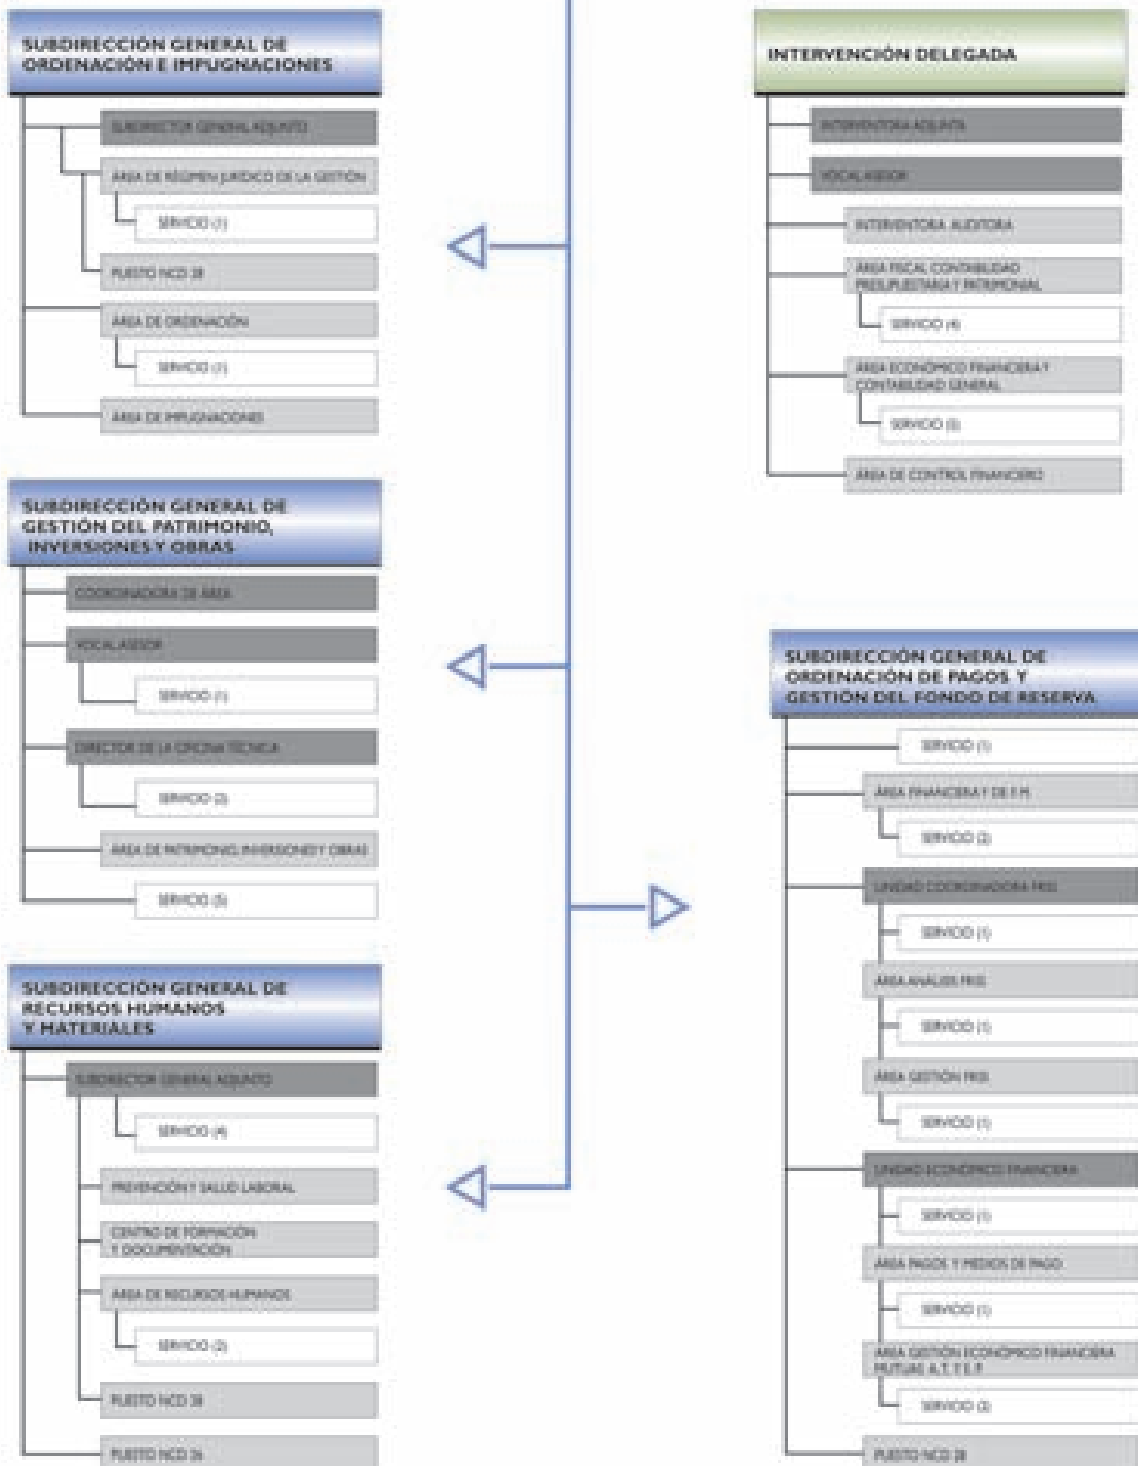 SUBDIRECCIÓN GENERAL DE
ORDENACIÓN E IMPUGNACIONES
SUBDIRECTOR GENERAL ADJUNTO
ÁREA DE RÉGIMEN JURÍDICO DE LA GESTIÓN
SERVICIO (1)
PUESTO NCD 28
ÁREA DE ORDENACIÓN
SERVICIO (1)
ÁREA DE IMPUGNACIONES
SUBDIRECCIÓN GENERAL DE
GESTIÓN DEL PATRIMONIO,
INVERSIONES Y OBRAS
COORDINADORA DE ÁREA
VOCAL ASESOR
SERVICIO (1)
DIRECTOR DE LA OFICINA TÉCNICA
SERVICIO (2)
ÁREA DE PATRIMONIO, INVERSIONES Y OBRAS
SERVICIO (5)
SUBDIRECCIÓN GENERAL DE
RECURSOS HUMANOS
Y MATERIALES
SUBDIRECTOR GENERAL ADJUNTO
SERVICIO (4)
PREVENCIÓN Y SALUD LABORAL
CENTRO DE FORMACIÓN
Y DOCUMENTACIÓN
ÁREA DE RECURSOS HUMANOS
SERVICIO (2)
PUESTO NCD 28
PUESTO NCD 26
INTERVENCIÓN DELEGADA
INTERVENTORA ADJUNTA
VOCAL ASESOR
INTERVENTORA AUDITORA
ÁREA FISCAL CONTABILIDAD
PRESUPUESTARIA Y PATRIMONIAL
SERVICIO (4)
ÁREA ECONÓMICO FINANCIERA Y
CONTABILIDAD GENERAL
SERVICIO
ÁREA DE CONTROL FINANCIERO
SUBDIRECCIÓN GENERAL DE
ORDENACIÓN DE PAGOS Y
GESTIÓN DEL FONDO DE RESERVA
SERVICIO (1)
ÁREA FINANCIERA Y DE
SERVICIO (2)
UNIDAD COORDINADORA FRSS
SERVICIO (1)
ÁREA ANÁLISIS FRSS
SERVICIO (1)
ÁREA GESTIÓN FRSS
SERVICIO (1)
UNIDAD ECONÓMICO FINANCIERA
SERVICIO (1)
ÁREA PAGOS Y MEDIOS DE PAGO
SERVICIO (1)
ÁREA GESTIÓN ECONÓMICO FINANCIERA
MUTUAS A.T. Y E.P.
SERVICIO (2)
PUESTO NCD 28